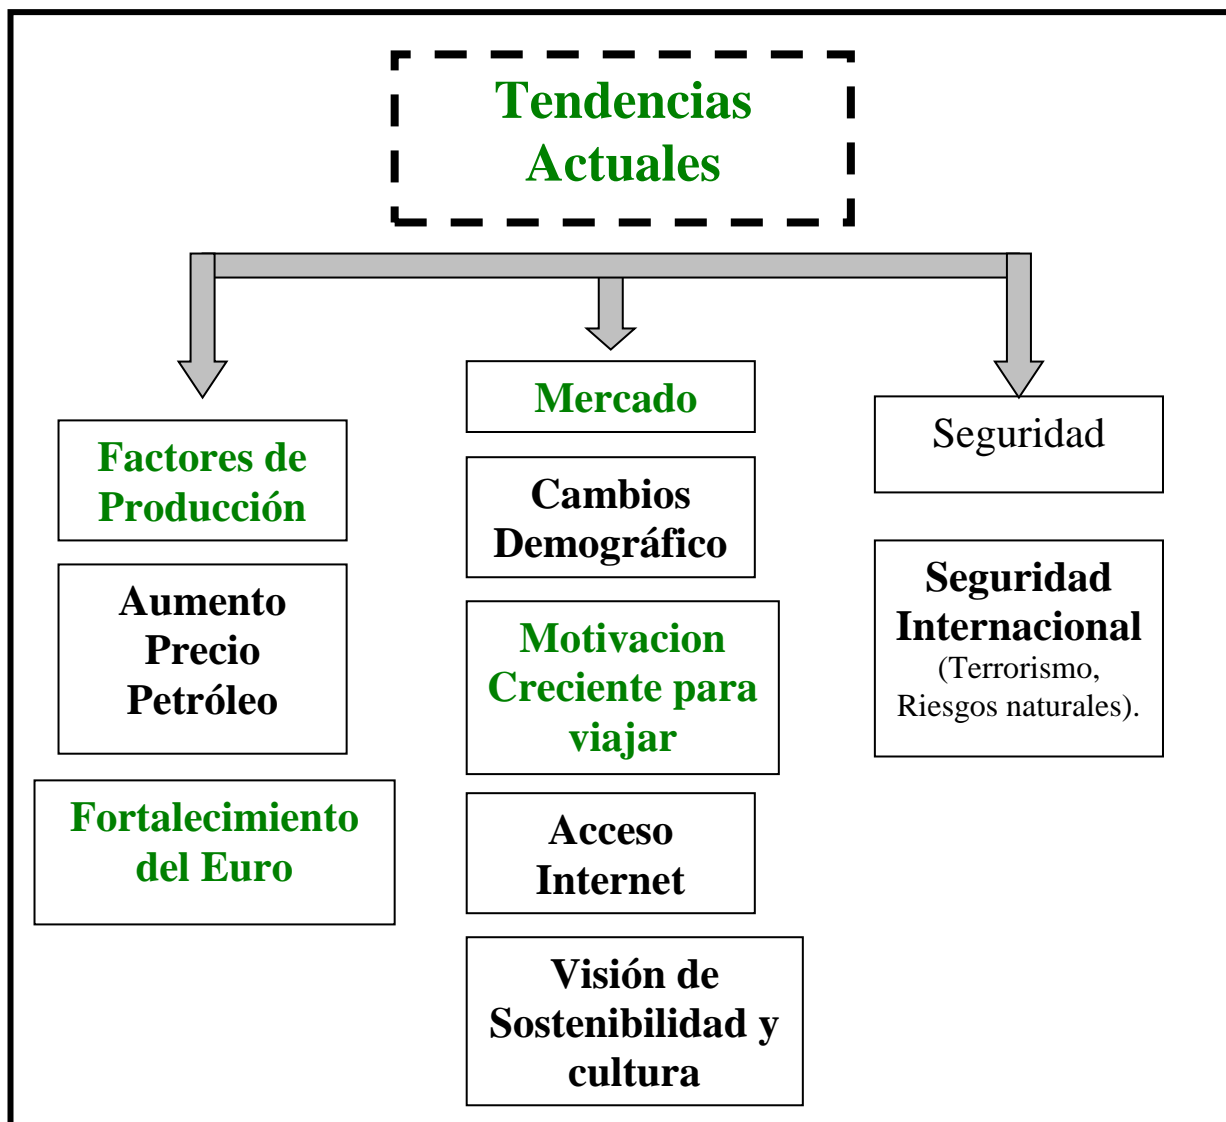 Tendencias
Actuales
Factores de
Producción
Aumento
Precio
Petróleo
Fortalecimiento
del Euro
Mercado
Cambios
Demográfico
Motivacion
Creciente para
viajar
Acceso
Internet
Visión de
Sostenibilidad y
cultura
Seguridad
Seguridad
Internacional
(Terrorismo,
Riesgos naturales).